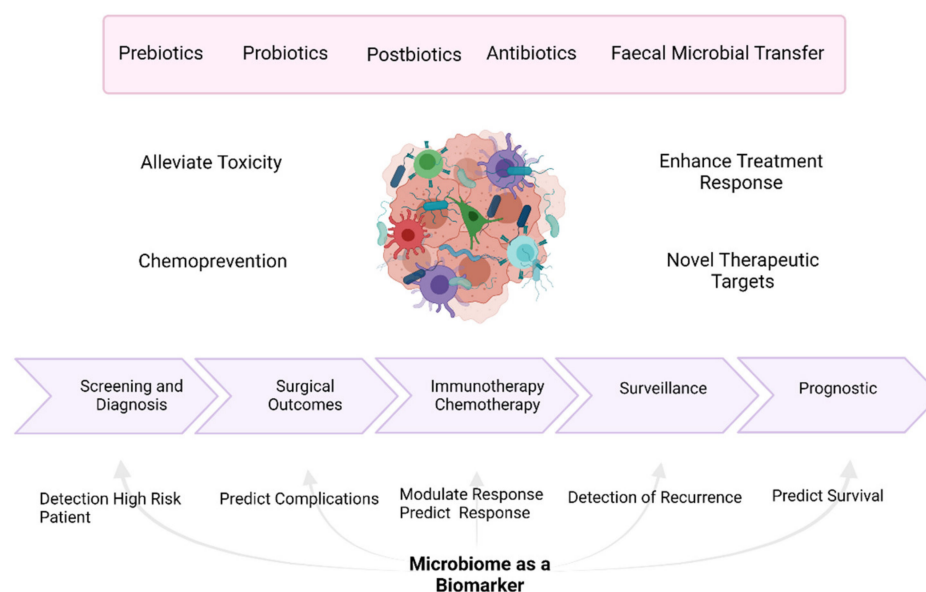 Prebiotics Probiotics Postbiotics Antibiotics Faecal Microbial Transfer
Alleviate Toxicity
Enhance Treatment
Response
Chemoprevention
Novel Therapeutic
Targets
Screening and
Diagnosis
Surgical
Outcomes
Immunotherapy
Chemotherapy
Surveillance
Prognostic
Detection High Risk
Patient
Predict Complications
Modulate Response
Predict Response
Detection of Recurrence
Predict Survival
Microbiome as a
Biomarker